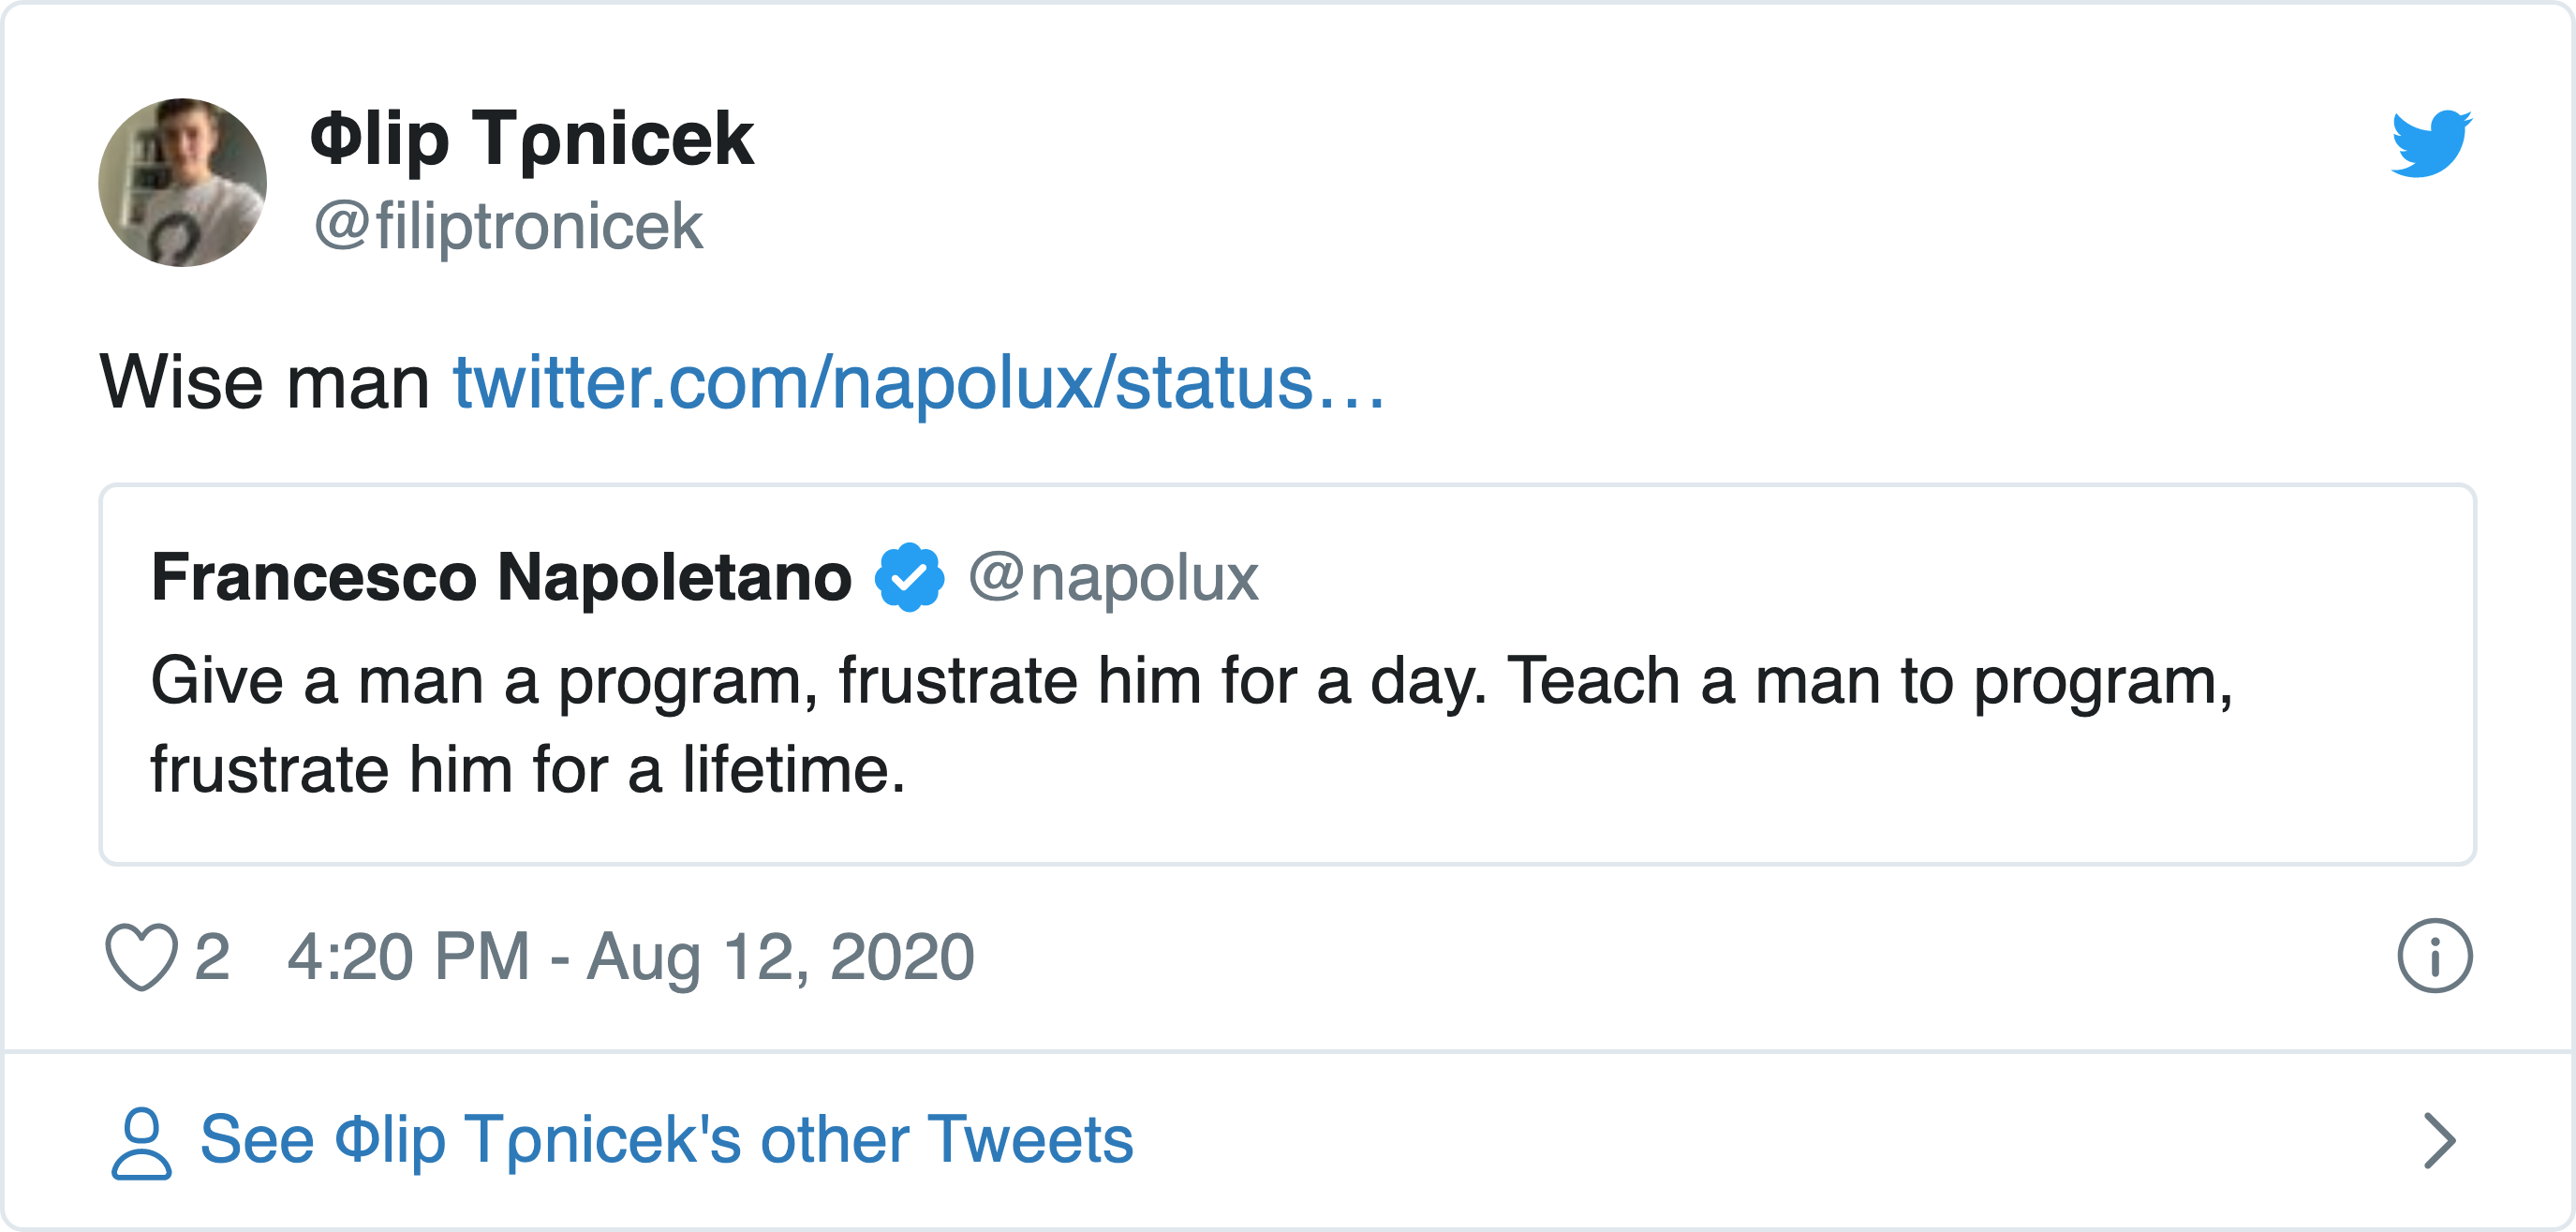 Φlip Tρnicek
@filiptronicek
Wise man twitter.com/napolux/status…
Francesco Napoletano @napolux
Give a man a program, frustrate him for a day. Teach a man to program,
frustrate him for a lifetime.
2 4:20 PM - Aug 12, 2020
See Φlip Tρnicek's other Tweets